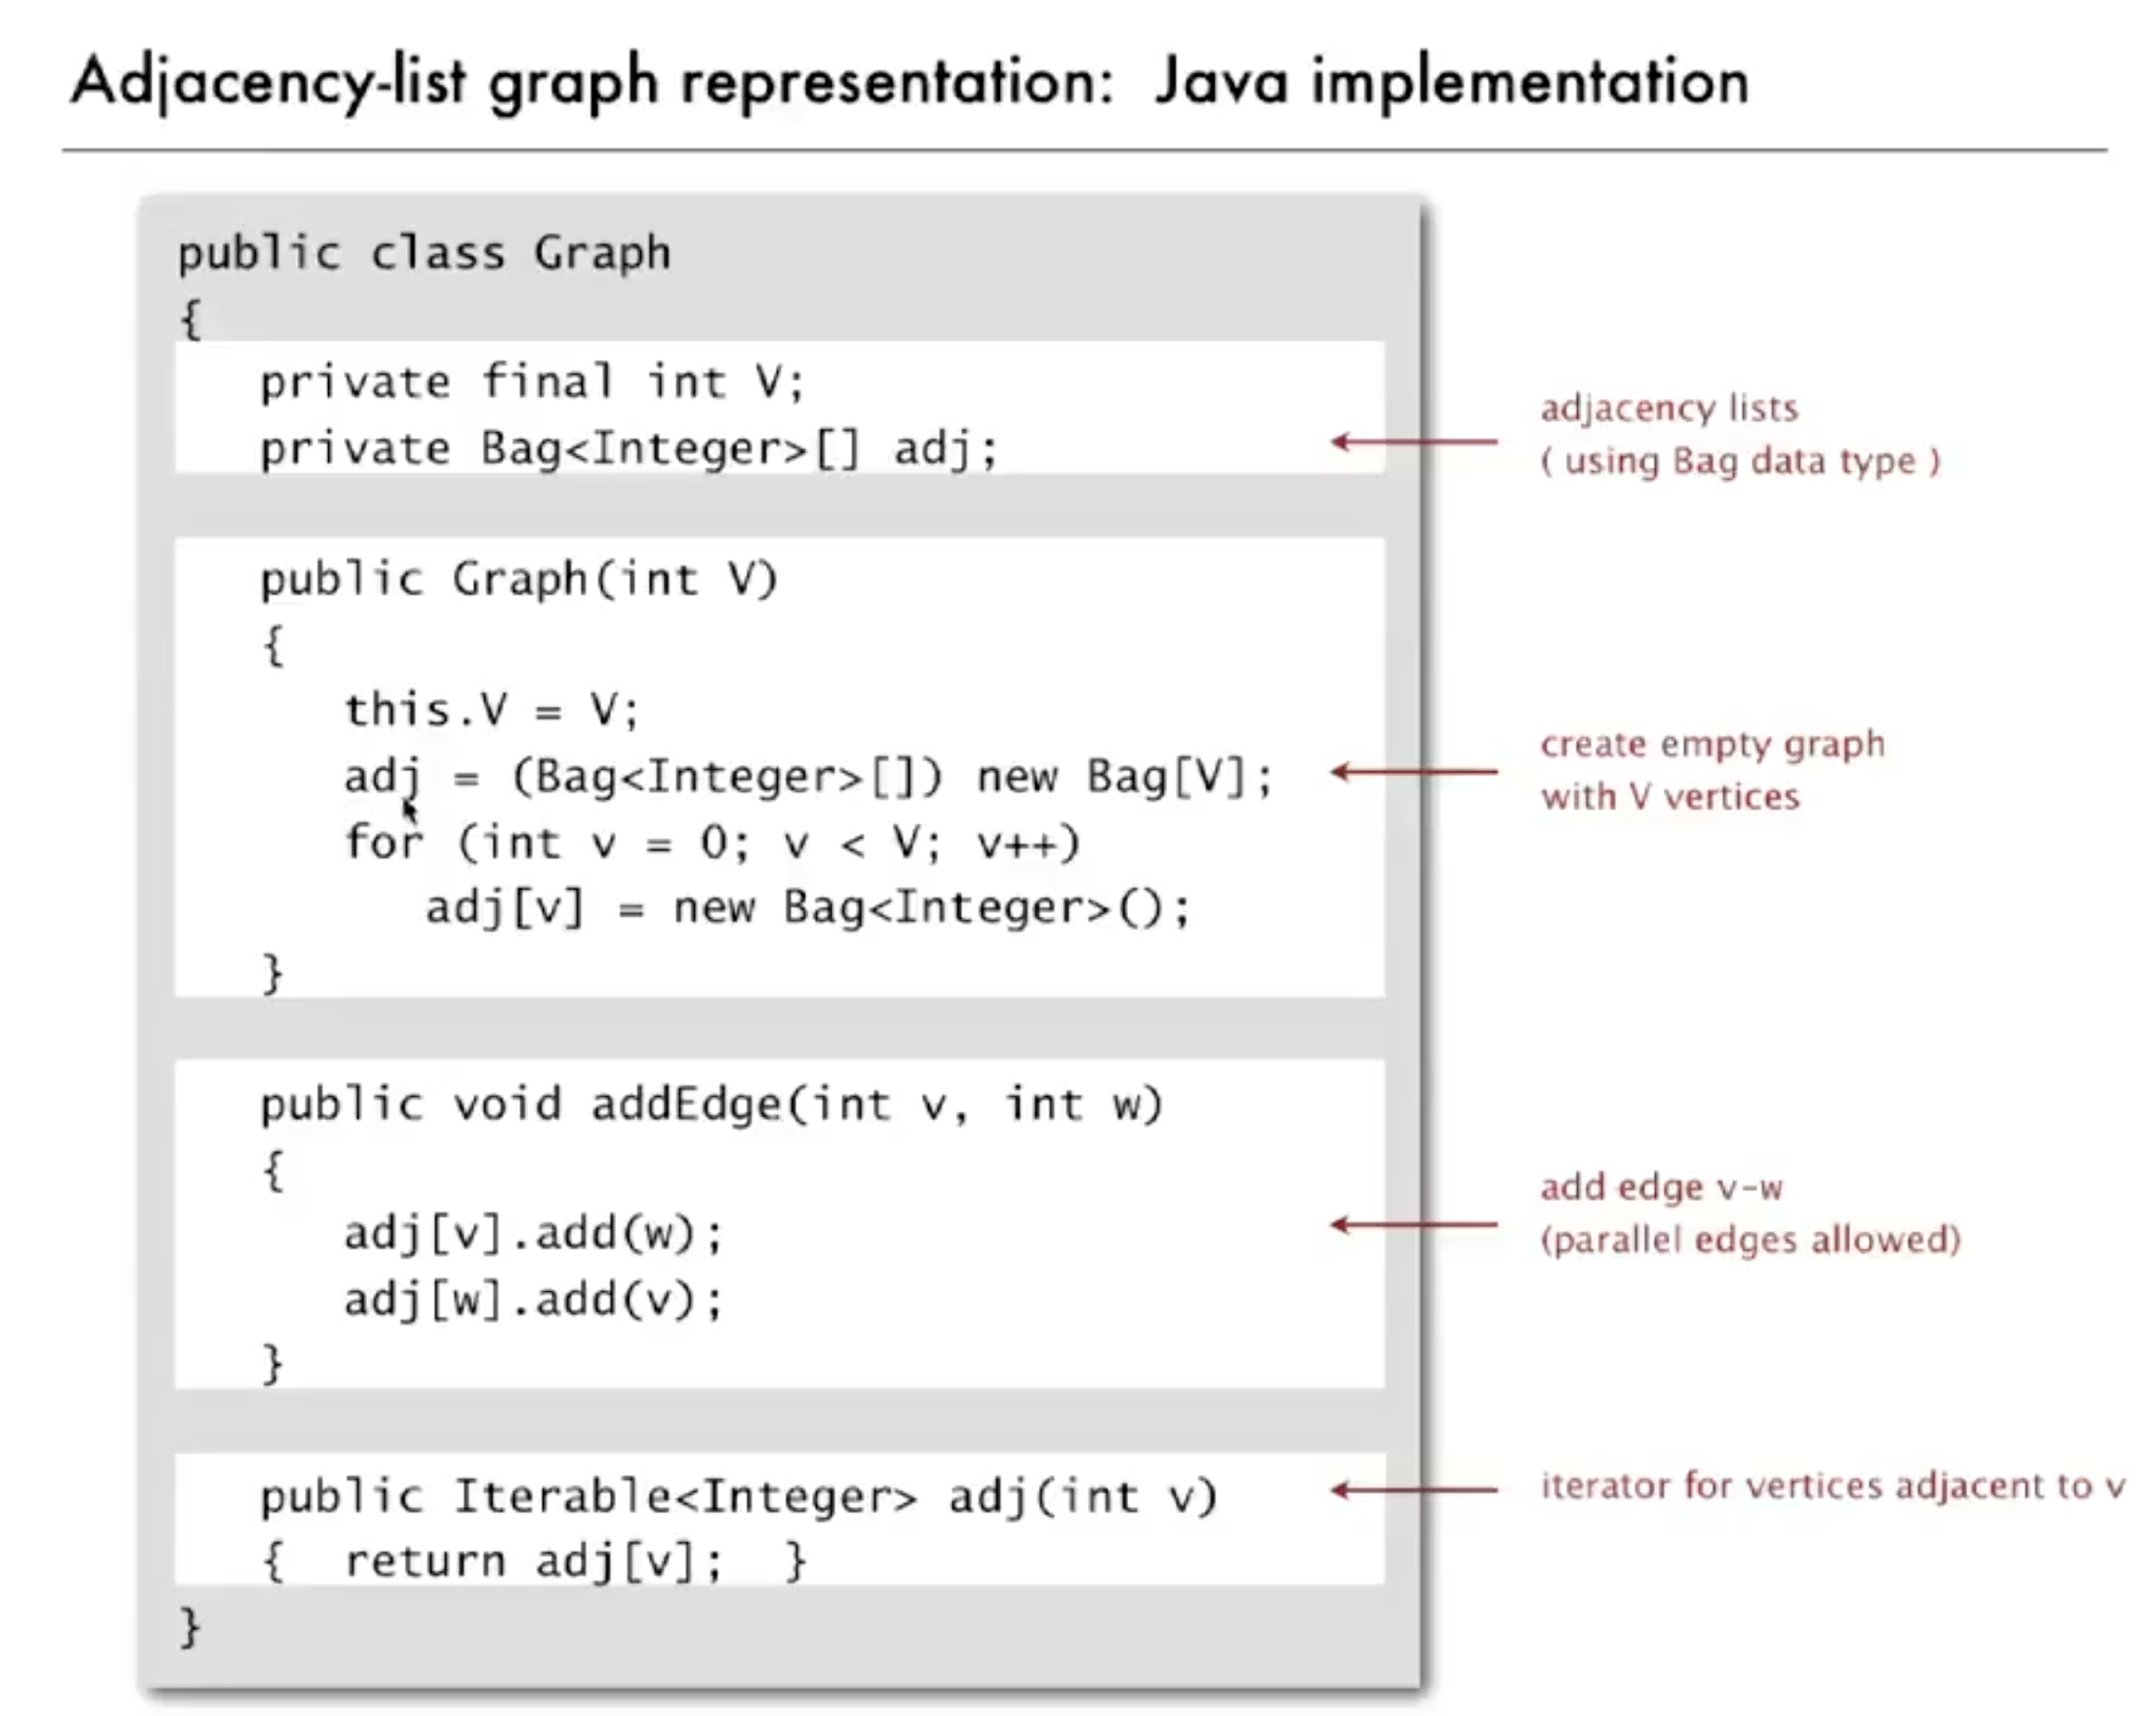 Adjacency-list graph representation: Java implementation
public class Graph
{
private final int V;
private Bag<Integer>[] adj;
adjacency lists
( using Bag data type )
public Graph(int V)
{
this.V = V;
adj = (Bag<Integer>[]) new Bag[V];
for (int v = 0; v < V; v++)
adj[v] = new Bag<Integer>();
}
create empty graph
with V vertices
public void addEdge(int v, int w)
{
adj[v].add(w);
adj[w].add(v);
}
add edge v-w
(parallel edges allowed)
public Iterable<Integer> adj(int v)
{ return adj[v]; }
iterator for vertices adjacent to v
}